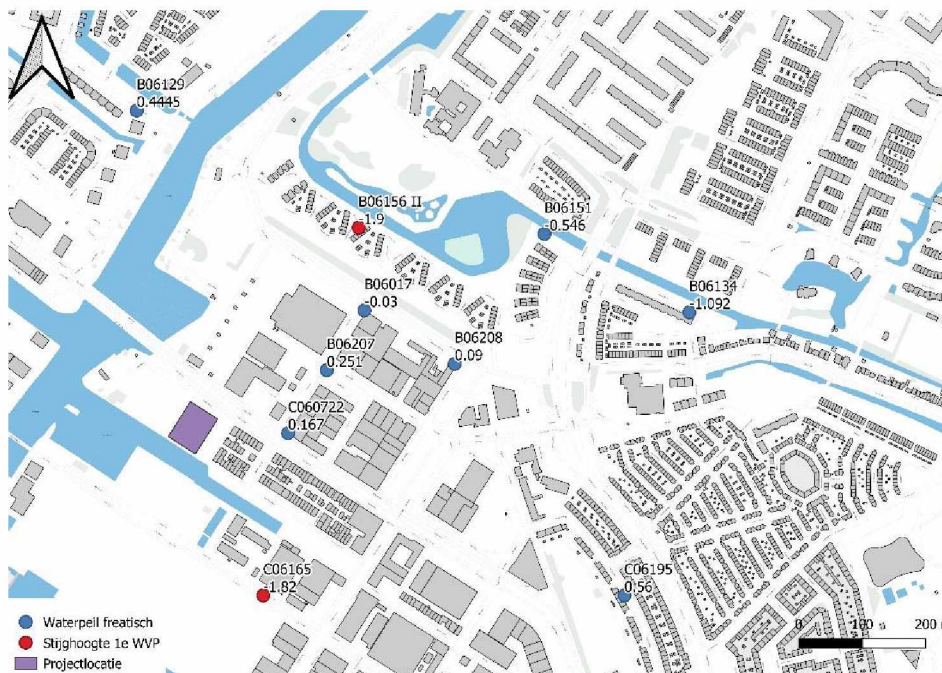 B06129
0.4445
B06156 II
-1.9
B06151
-0.546
B06017
-0.03
B06134
-1.092
B06207
0.251
B06208
0.09
C060722
0.167
C06165
-1.82
C06195
0.56
Waterpeil freatisch
Stijghoogte 1e WVP
Projectlocatie
0 100 200